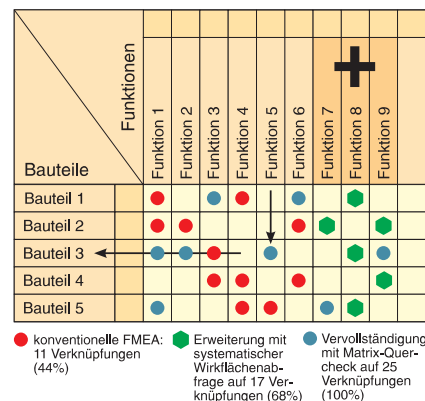 Funktionen
Bauteile
Funktion 1
Funktion 2
Funktion 3
Funktion 4
Funktion 5
Funktion 6
Funktion 7
Funktion 8
Funktion 9
Bauteil 1
Bauteil 2
Bauteil 3
Bauteil 4
Bauteil 5
konventionelle FMEA:
11 Verknüpfungen
(44%)
Erweiterung mit
systematischer
Wirkflächenab-
frage auf 17 Ver-
knüpfungen (68%)
Vervollständigung
mit Matrix-Quer-
check auf 25
Verknüpfungen
(100%)